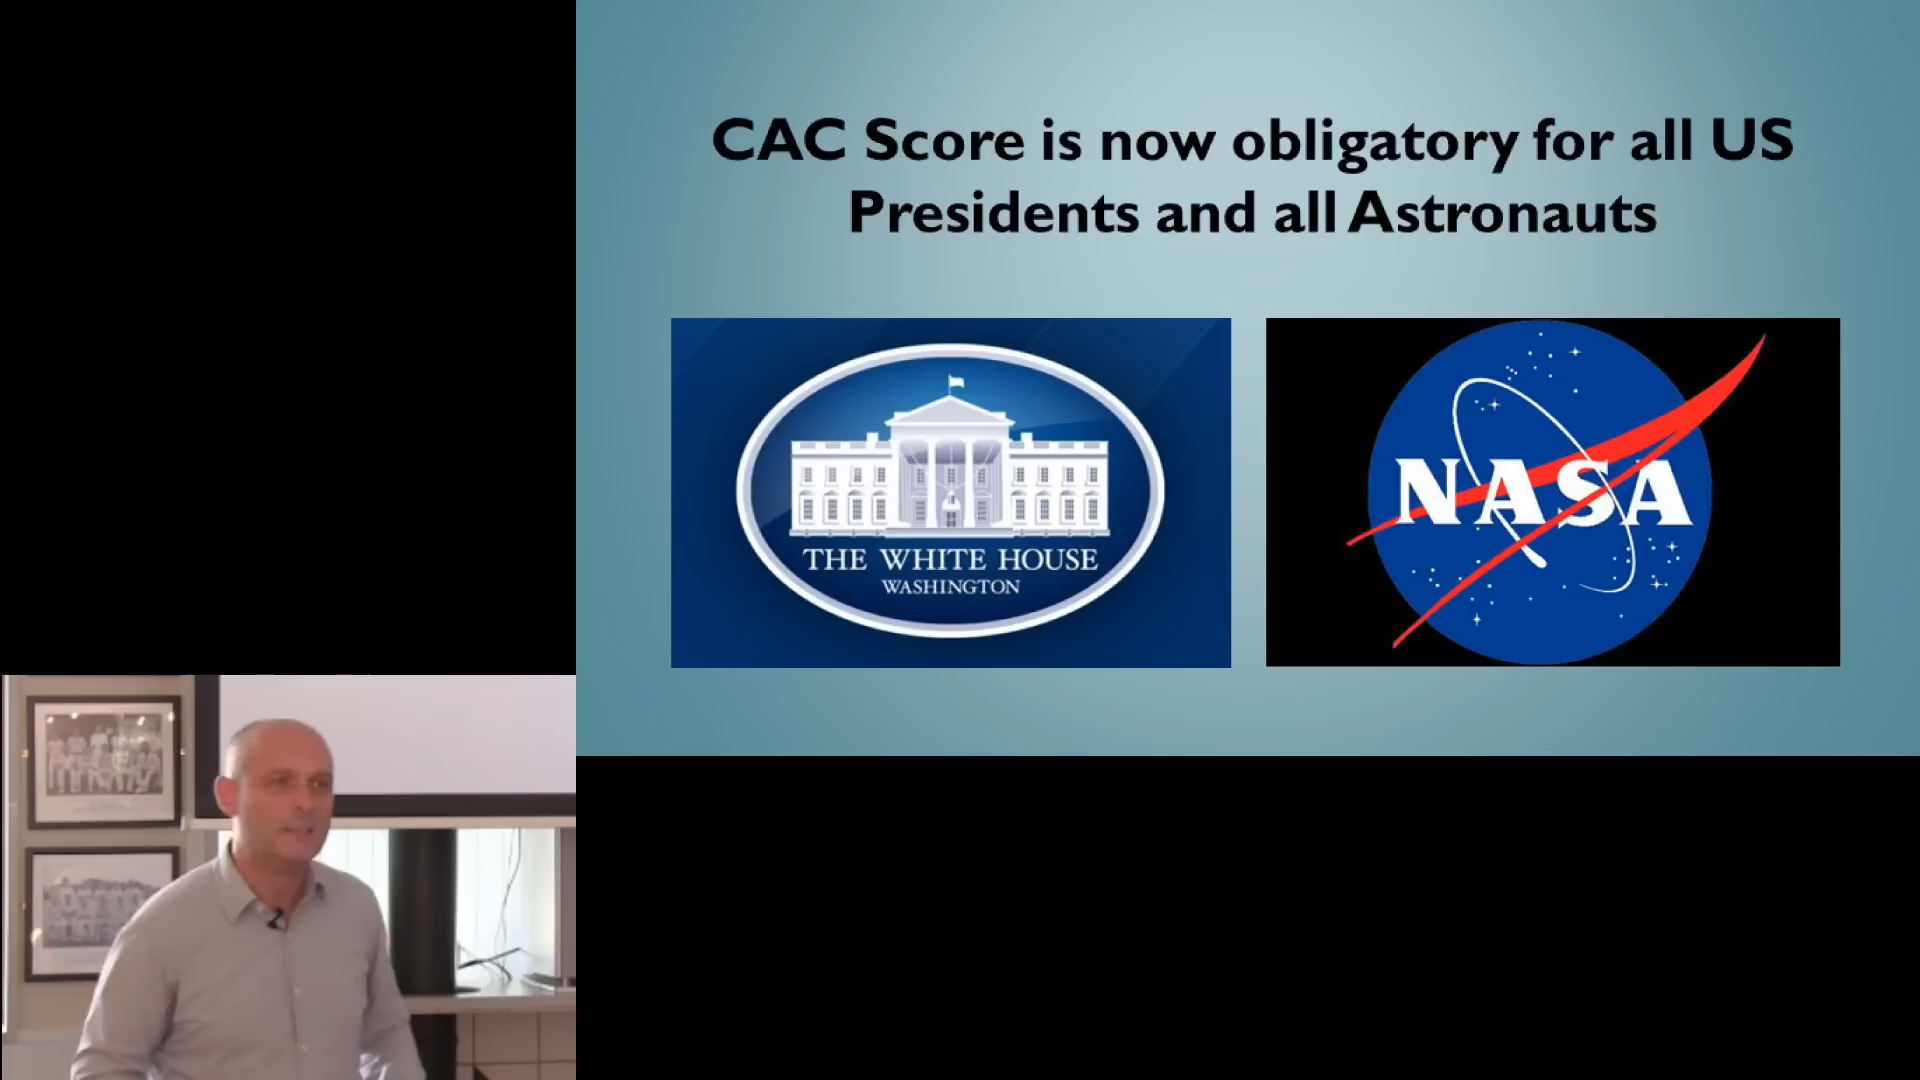 CAC Score is now obligatory for all US
Presidents and all Astronauts
THE WHITE HOUSE
WASHINGTON
NASA